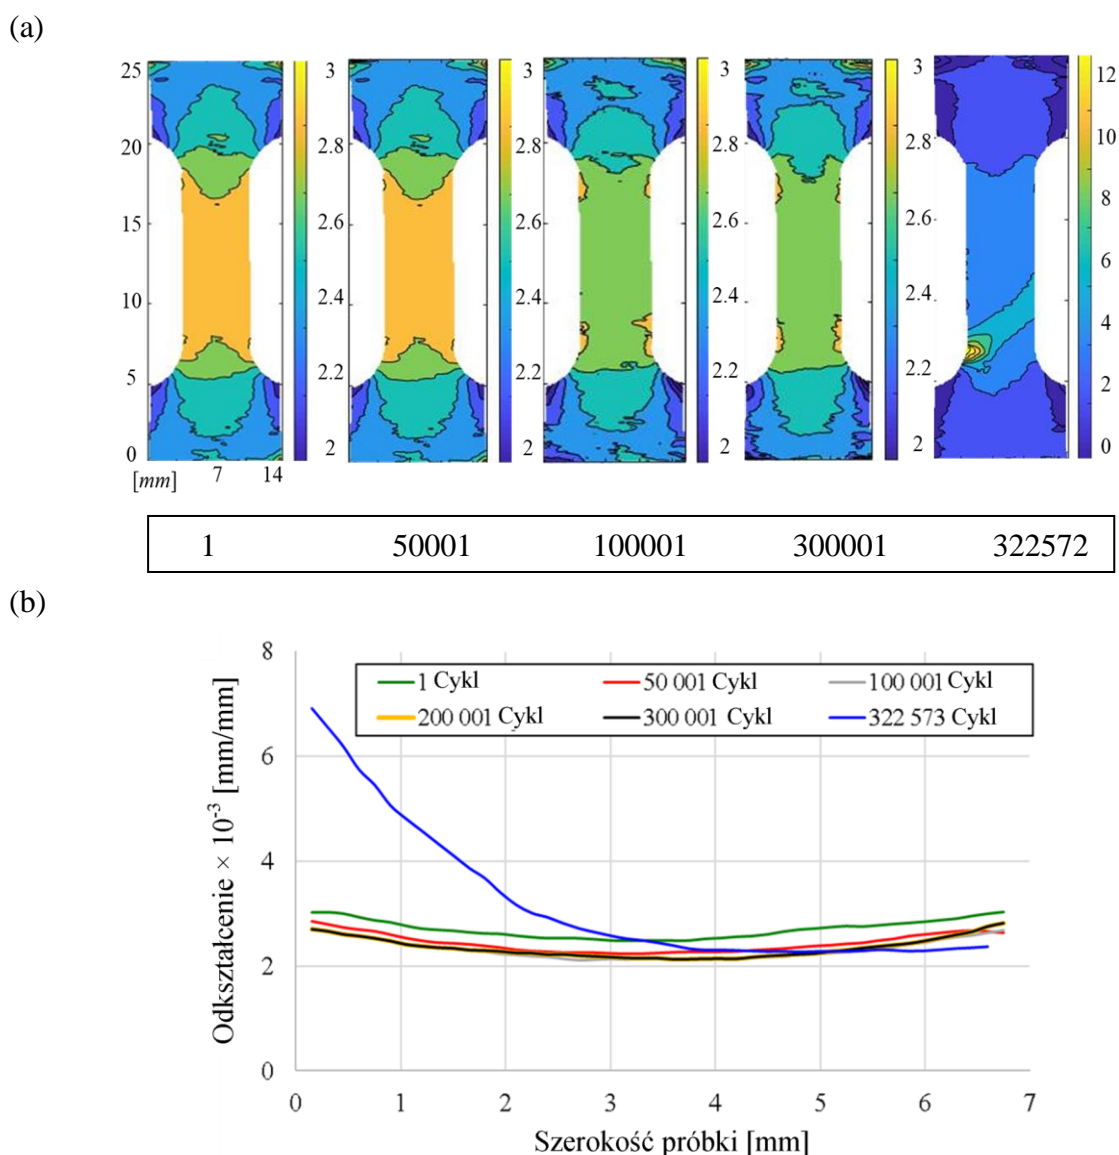 (a)
25 3 3 3 3 12
20 2.8 2.8 2.8 2.8 10
15 2.6 2.6 2.6 2.6 8
6
10 2.4 2.4 2.4 2.4 4
5 2.2 2.2 2.2 2.2 2
0 2 2 2 2 0
[mm] 7 14
1 50001 100001 300001 322572
(b)
8
1 Cykl 50 001 Cykl 100 001 Cykl
200 001 Cykl 300 001 Cykl 322 573 Cykl
6
4
2
0
0 1 2 3 4 5 6 7
Odkształcenie × 10⁻³ [mm/mm]
Szerokość próbki [mm]